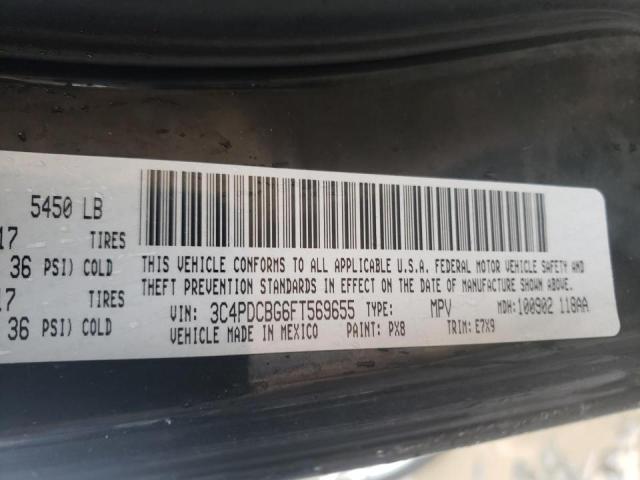 5450 LB
17 TIRES
36 PSI) COLD
17 TIRES
36 PSI) COLD
THIS VEHICLE CONFORMS TO ALL APPLICABLE U.S.A. FEDERAL MOTOR VEHICLE SAFETY AND
THEFT PREVENTION STANDARDS IN EFFECT ON THE DATE OF MANUFACTURE SHOWN ABOVE.
VIN: 3C4PDCBG6FT569655 TYPE: MPV MDH:100902 118AA
VEHICLE MADE IN MEXICO PAINT: PX8 TRIM: E7X9